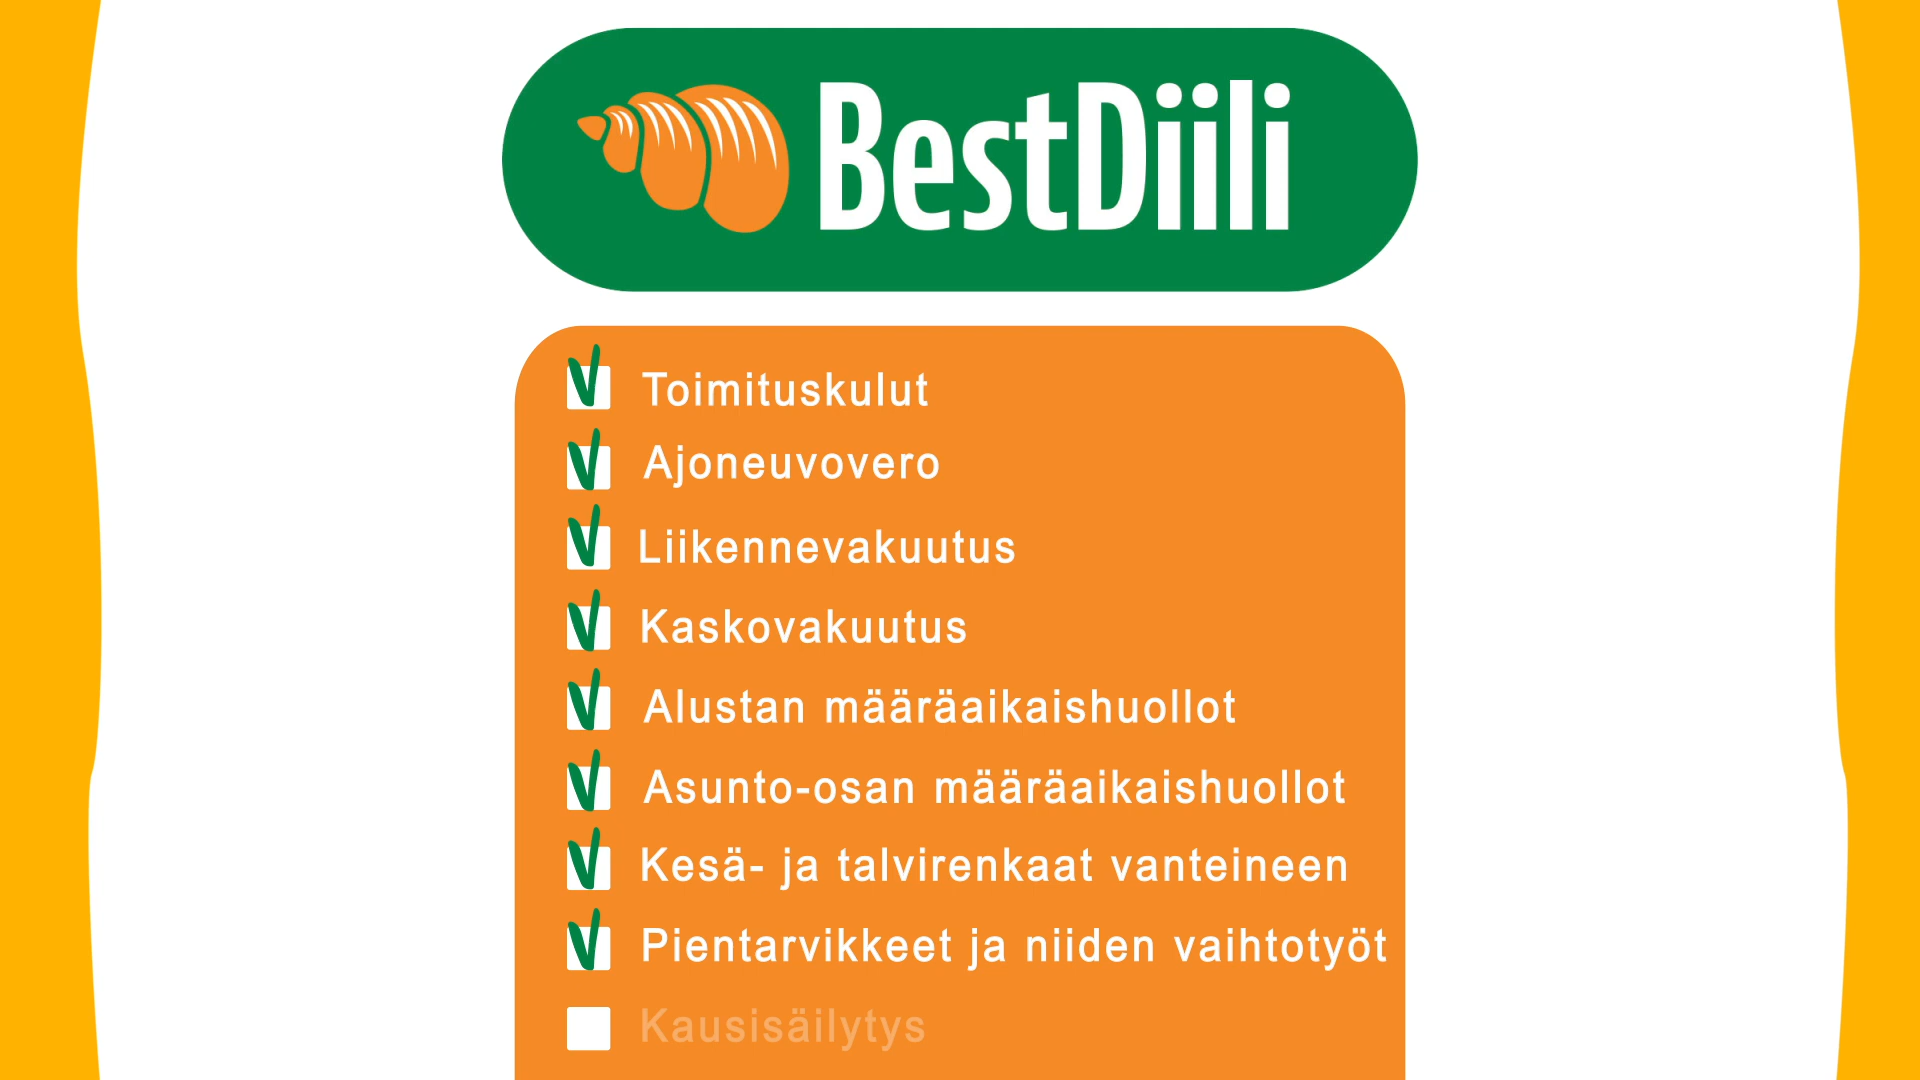 BestDiili
Toimituskulut
Ajoneuvovero
Liikennevakuutus
Kaskovakuutus
Alustan määräaikaishuollot
Asunto-osan määräaikaishuollot
Kesä- ja talvirenkaat vanteineen
Pientarvikkeet ja niiden vaihtotyöt
Kausisäilytys